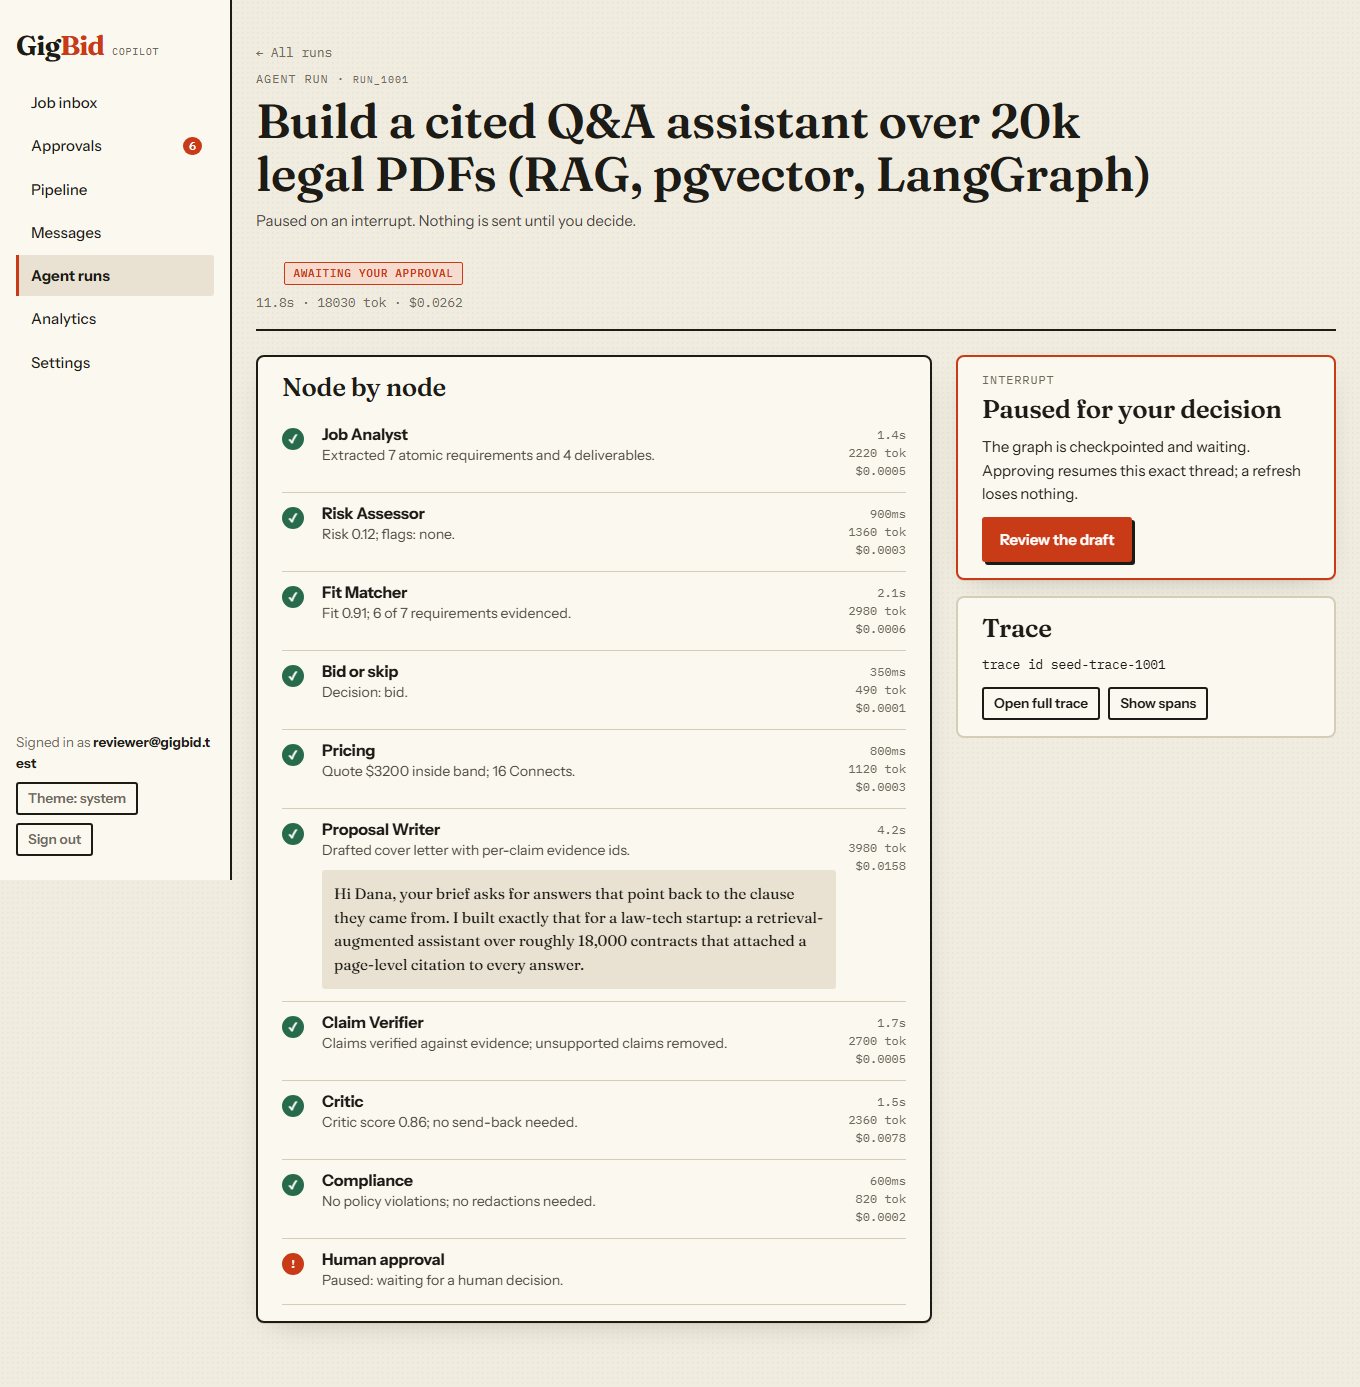 GigBid COPILOT
Job inbox
Approvals 6
Pipeline
Messages
Agent runs
Analytics
Settings
Signed in as reviewer@gigbid.t
est
Theme: system
Sign out
← All runs
AGENT RUN · RUN_1001
Build a cited Q&A assistant over 20k
legal PDFs (RAG, pgvector, LangGraph)
Paused on an interrupt. Nothing is sent until you decide.
AWAITING YOUR APPROVAL
11.8s · 18030 tok · $0.0262
Node by node
Job Analyst
Extracted 7 atomic requirements and 4 deliverables.
1.4s
2220 tok
$0.0005
Risk Assessor
Risk 0.12; flags: none.
900ms
1360 tok
$0.0003
Fit Matcher
Fit 0.91; 6 of 7 requirements evidenced.
2.1s
2980 tok
$0.0006
Bid or skip
Decision: bid.
350ms
490 tok
$0.0001
Pricing
Quote $3200 inside band; 16 Connects.
800ms
1120 tok
$0.0003
Proposal Writer
Drafted cover letter with per-claim evidence ids.
4.2s
3980 tok
$0.0158
Hi Dana, your brief asks for answers that point back to the clause
they came from. I built exactly that for a law-tech startup: a retrieval-
augmented assistant over roughly 18,000 contracts that attached a
page-level citation to every answer.
Claim Verifier
Claims verified against evidence; unsupported claims removed.
1.7s
2700 tok
$0.0005
Critic
Critic score 0.86; no send-back needed.
1.5s
2360 tok
$0.0078
Compliance
No policy violations; no redactions needed.
600ms
820 tok
$0.0002
!
Human approval
Paused: waiting for a human decision.
INTERRUPT
Paused for your decision
The graph is checkpointed and waiting.
Approving resumes this exact thread; a refresh
loses nothing.
Review the draft
Trace
trace id seed-trace-1001
Open full trace
Show spans